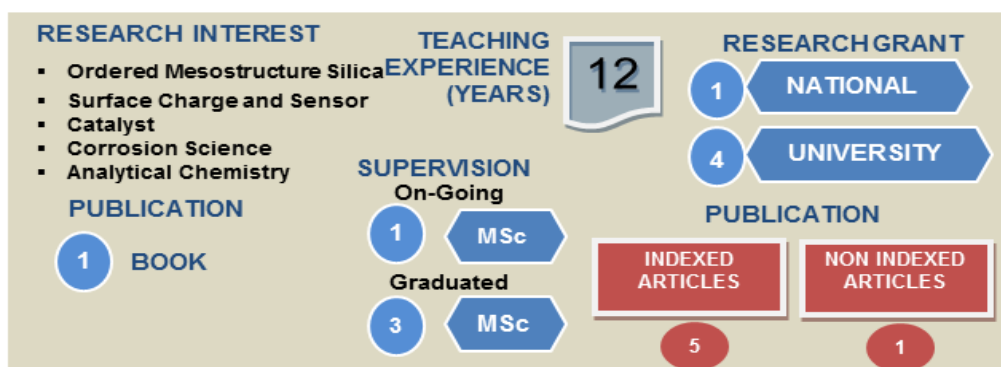 RESEARCH INTEREST
▪ Ordered Mesostructure Silica
▪ Surface Charge and Sensor
▪ Catalyst
▪ Corrosion Science
▪ Analytical Chemistry
PUBLICATION
1 BOOK
TEACHING
EXPERIENCE
(YEARS)
12
SUPERVISION
On-Going
1 MSc
Graduated
3 MSc
RESEARCH GRANT
1 NATIONAL
4 UNIVERSITY
PUBLICATION
INDEXED
ARTICLES
5
NON INDEXED
ARTICLES
1